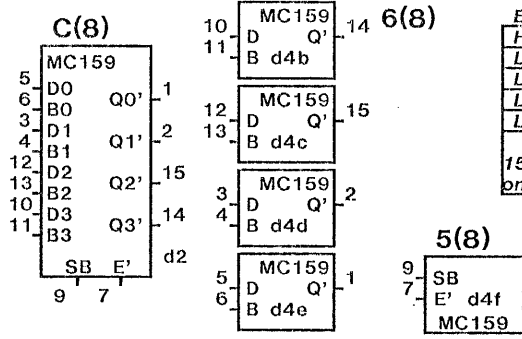 C(8)
MC159
5 D0
6 B0 Q0' 1
3 D1
4 B1 Q1' 2
12 D2
13 B2 Q2' 15
10 D3
11 B3 Q3' 14
d2
SB E'
9 7
6(8)
MC159
10 D Q' 14
11 B d4b
MC159
12 D Q' 15
13 B d4c
MC159
3 D Q' 2
4 B d4d
MC159
5 D Q' 1
6 B d4e
5(8)
9 SB
7 E' d4f
MC159
E
H
L
L
L
L
15
on